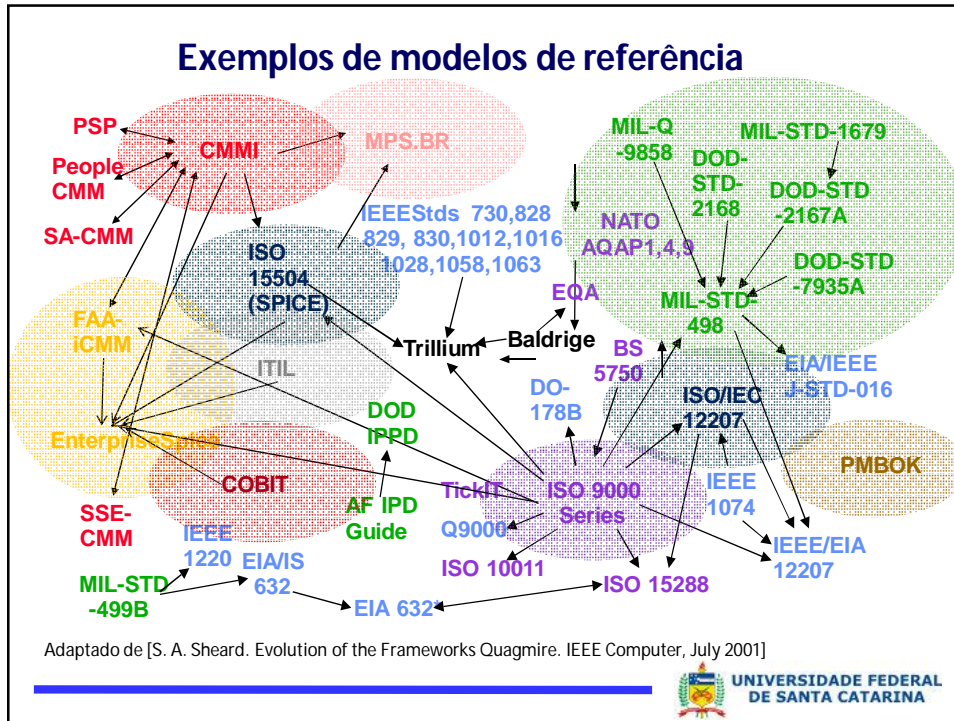 Exemplos de modelos de referência
PSP
CMMI
People
CMM
SA-CMM
MPS.BR
MIL-Q
-9858
MIL-STD-1679
DOD-
STD-
2168
DOD-STD
-2167A
DOD-STD
-7935A
MIL-STD-
498
IEEEStds 730,828
829, 830,1012,1016
1028,1058,1063
NATO
AQAP1,4,9
ISO
15504
(SPICE)
EQA
FAA-
iCMM
Trillium
Baldrige
BS
5750
EIA/IEEE
J-STD-016
ITIL
DO-
178B
ISO/IEC
12207
DOD
IPPD
EnterpriseSpice
COBIT
PMBOK
AF IPD
Guide
TickIT
ISO 9000
Series
IEEE
1074
Q9000
SSE-
CMM
IEEE
1220
EIA/IS
632
ISO 10011
IEEE/EIA
12207
MIL-STD
-499B
EIA 632*
ISO 15288
Adaptado de [S. A. Sheard. Evolution of the Frameworks Quagmire. IEEE Computer, July 2001]
UNIVERSIDADE FEDERAL
DE SANTA CATARINA